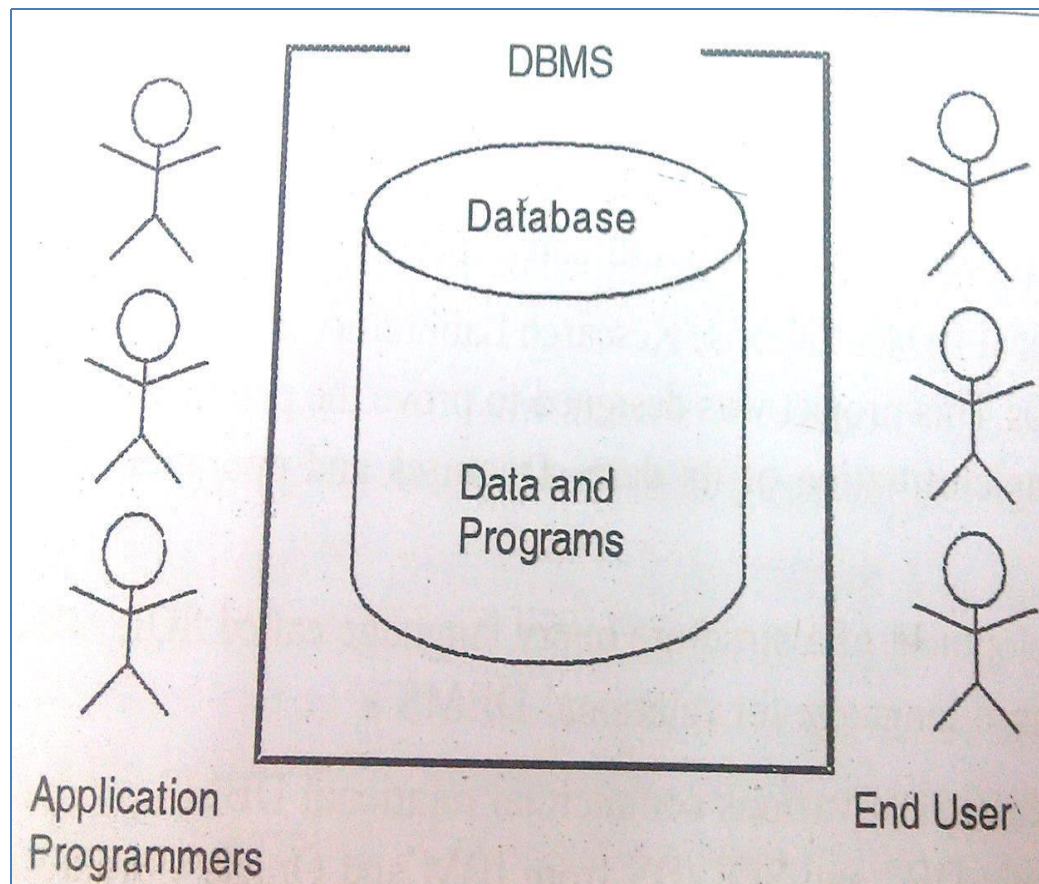 DBMS
Database
Data and
Programs
Application
Programmers
End User